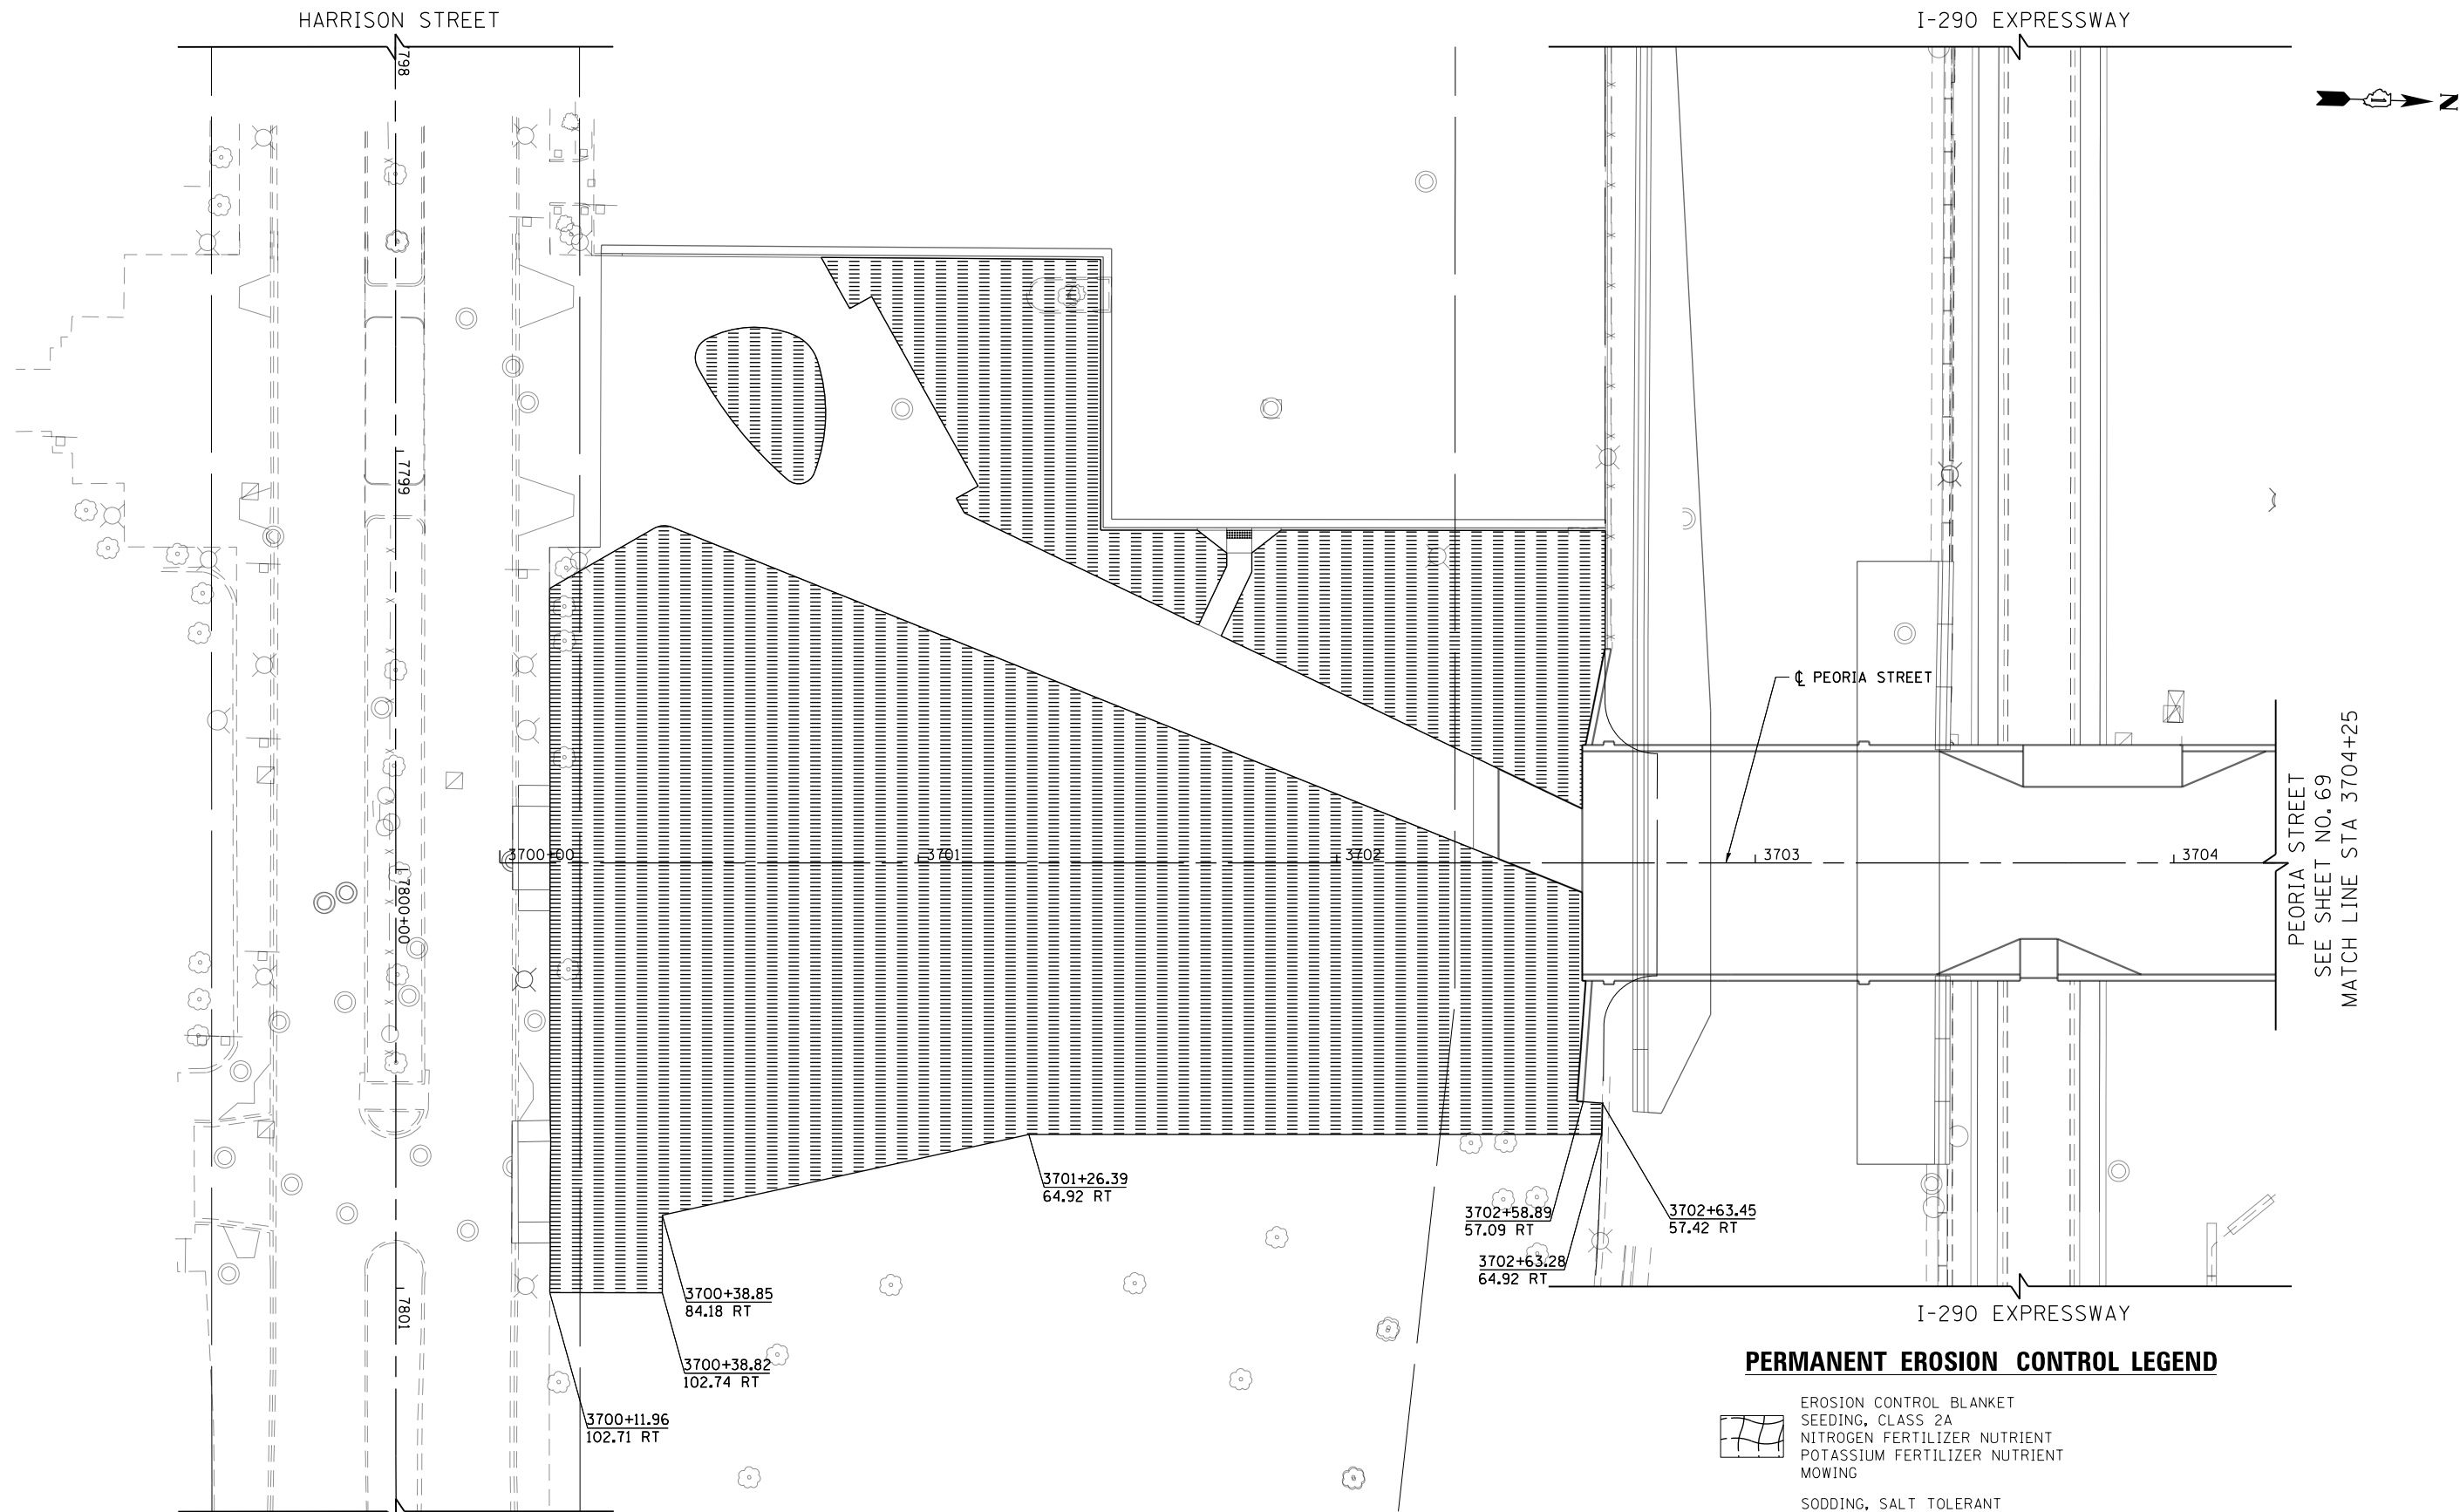 HARRISON STREET
I-290 EXPRESSWAY
N
798
7799
7800+00
7801
℄ PEORIA STREET
3700+00
3701
3702
3703
3704
PEORIA STREET
SEE SHEET NO. 69
MATCH LINE STA 3704+25
3701+26.39
64.92 RT
3702+58.89
57.09 RT
3702+63.45
57.42 RT
3702+63.28
64.92 RT
3700+38.85
84.18 RT
3700+38.82
102.74 RT
3700+11.96
102.71 RT
I-290 EXPRESSWAY
PERMANENT EROSION CONTROL LEGEND
EROSION CONTROL BLANKET
SEEDING, CLASS 2A
NITROGEN FERTILIZER NUTRIENT
POTASSIUM FERTILIZER NUTRIENT
MOWING
SODDING, SALT TOLERANT